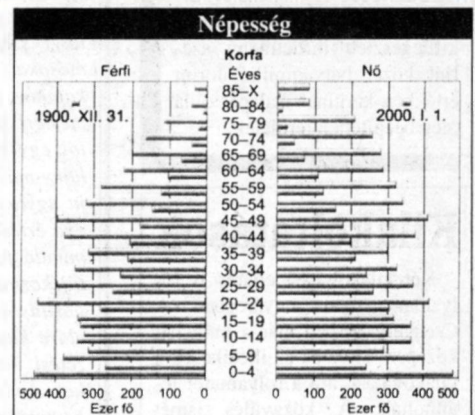 Népesség
Korfa
Férfi Éves Nő
85–X
1900. XII. 31. 80–84 2000. I. 1.
75–79
70–74
65–69
60–64
55–59
50–54
45–49
40–44
35–39
30–34
25–29
20–24
15–19
10–14
5–9
0–4
500 400 300 200 100 0 0 100 200 300 400 500
Ezer fő Ezer fő